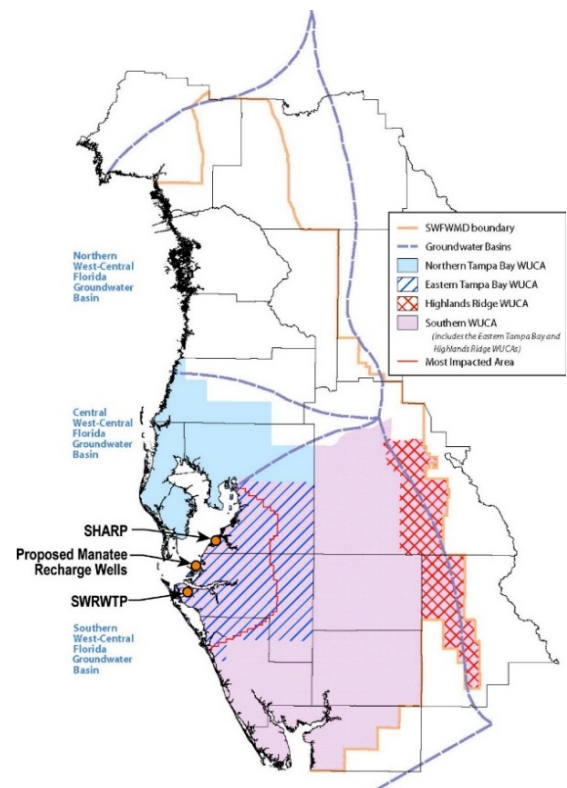 SWFWMD boundary
Groundwater Basins
Northern Tampa Bay WUCA
Eastern Tampa Bay WUCA
Highlands Ridge WUCA
Southern WUCA
(includes the Eastern Tampa Bay and
Highlands Ridge WUCAs)
Most Impacted Area
Northern
West-Central
Florida
Groundwater
Basin
Central
West-Central
Florida
Groundwater
Basin
SHARP
Proposed Manatee
Recharge Wells
SWRWTP
Southern
West-Central
Florida
Groundwater
Basin